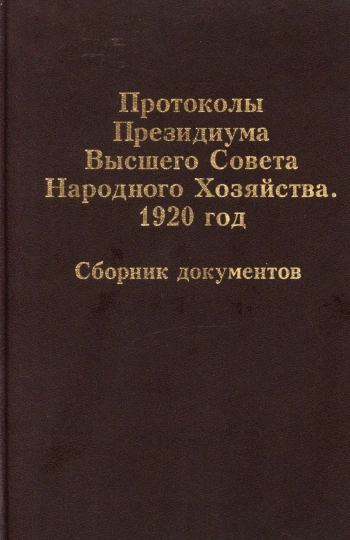 Протоколы
Президиума
Высшего Совета
Народного Хозяйства.
1920 год
Сборник документов